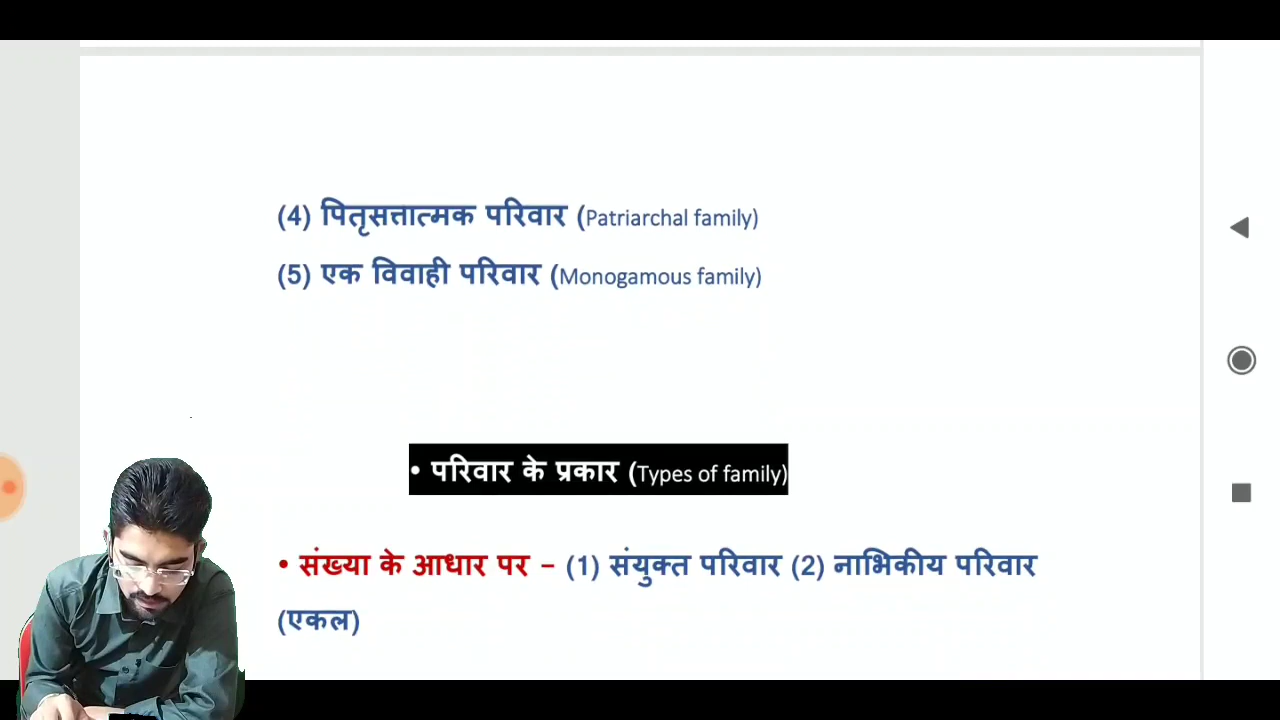 (4) पितृसत्तात्मक परिवार (Patriarchal family)
(5) एक विवाही परिवार (Monogamous family)
• परिवार के प्रकार (Types of family)
• संख्या के आधार पर – (1) संयुक्त परिवार (2) नाभिकीय परिवार
(एकल)